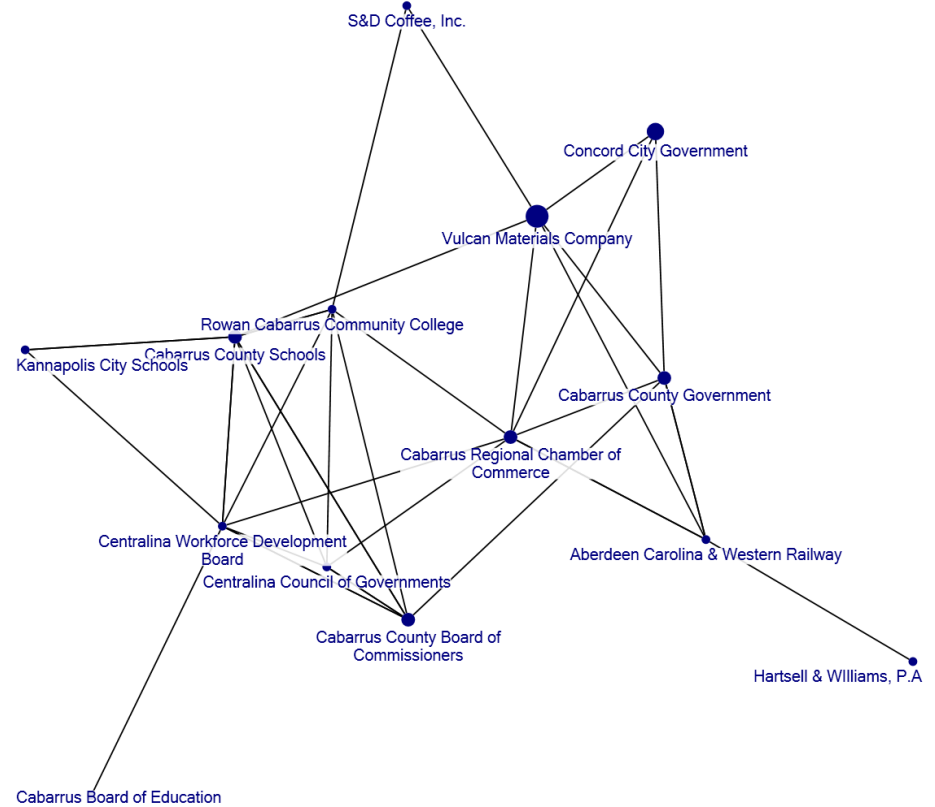 S&D Coffee, Inc.
Concord City Government
Vulcan Materials Company
Rowan Cabarrus Community College
Cabarrus County Schools
Kannapolis City Schools
Cabarrus County Government
Cabarrus Regional Chamber of
Commerce
Centralina Workforce Development
Board
Aberdeen Carolina & Western Railway
Centralina Council of Governments
Cabarrus County Board of
Commissioners
Hartsell & WIlliams, P.A
Cabarrus Board of Education